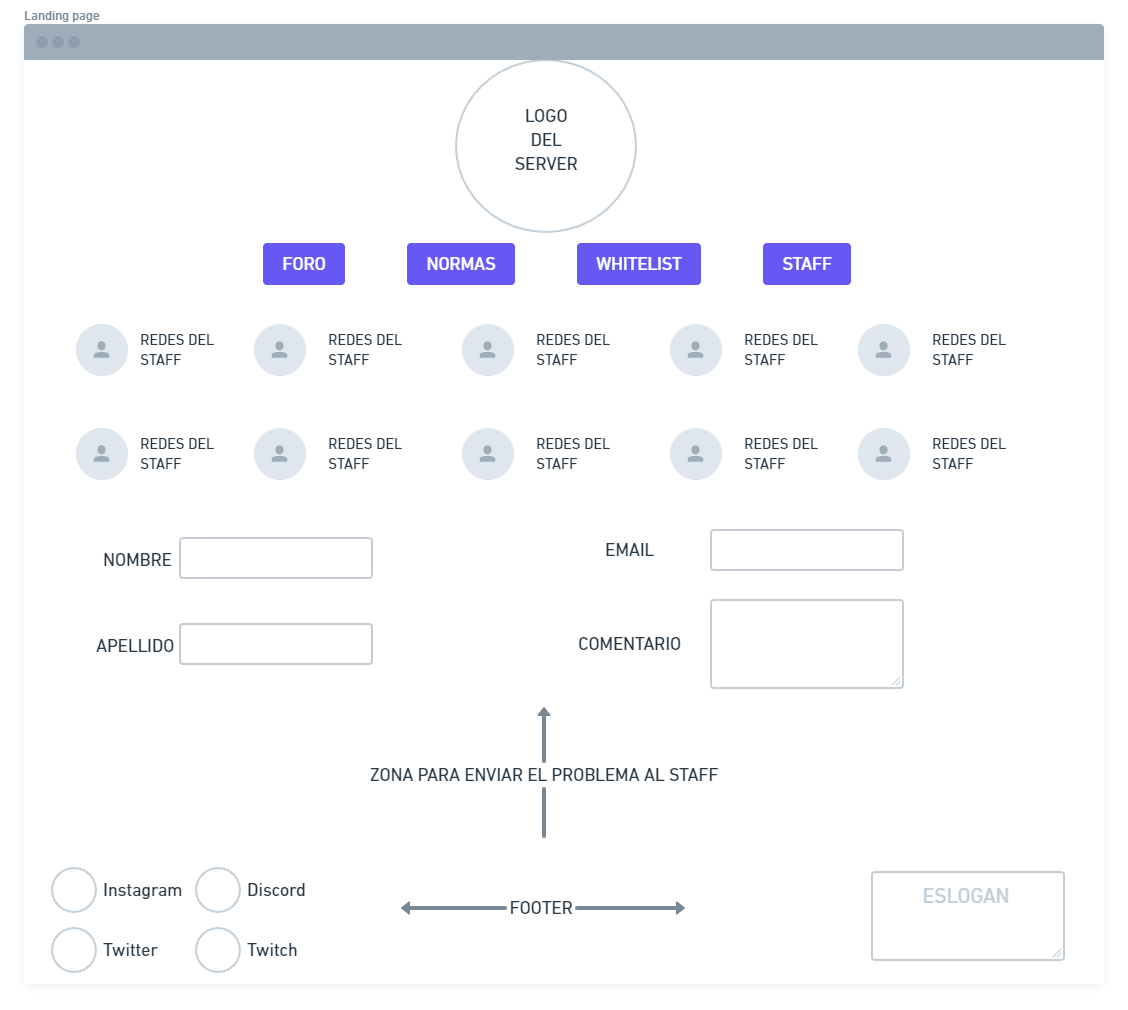 Landing page
LOGO
DEL
SERVER
FORO
NORMAS
WHITELIST
STAFF
REDES DEL
STAFF
REDES DEL
STAFF
REDES DEL
STAFF
REDES DEL
STAFF
REDES DEL
STAFF
REDES DEL
STAFF
REDES DEL
STAFF
REDES DEL
STAFF
REDES DEL
STAFF
REDES DEL
STAFF
NOMBRE
EMAIL
APELLIDO
COMENTARIO
ZONA PARA ENVIAR EL PROBLEMA AL STAFF
Instagram
Discord
Twitter
Twitch
FOOTER
ESLOGAN